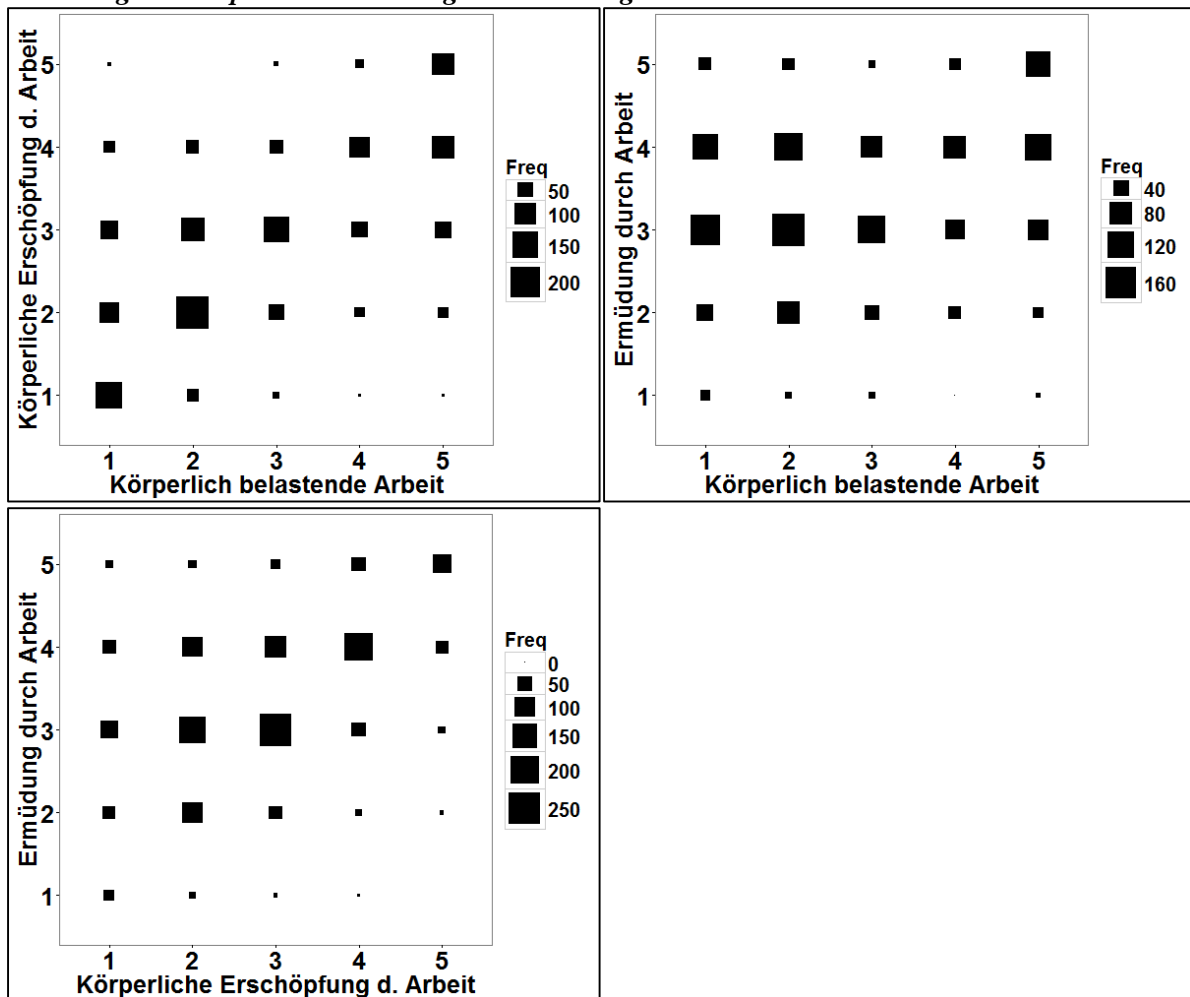 Körperliche Erschöpfung d. Arbeit
5
4
3
2
1
1 2 3 4 5
Körperlich belastende Arbeit
Freq
50
100
150
200
Ermüdung durch Arbeit
5
4
3
2
1
1 2 3 4 5
Körperlich belastende Arbeit
Freq
40
80
120
160
Ermüdung durch Arbeit
5
4
3
2
1
1 2 3 4 5
Körperliche Erschöpfung d. Arbeit
Freq
0
50
100
150
200
250